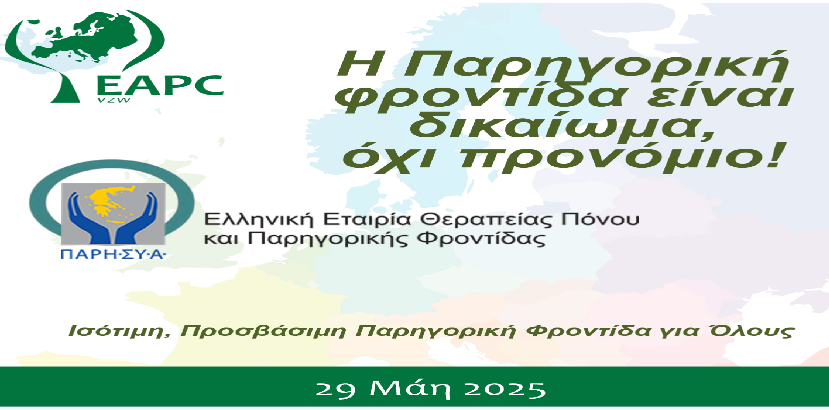 EAPC
vzw
Η Παρηγορική
φροντίδα είναι
δικαίωμα,
όχι προνόμιο!
ΠΑΡΗ·ΣΥ·Α·
Ελληνική Εταιρία Θεραπείας Πόνου
και Παρηγορικής Φροντίδας
Ισότιμη, Προσβάσιμη Παρηγορική Φροντίδα για Όλους
29 Μάη 2025